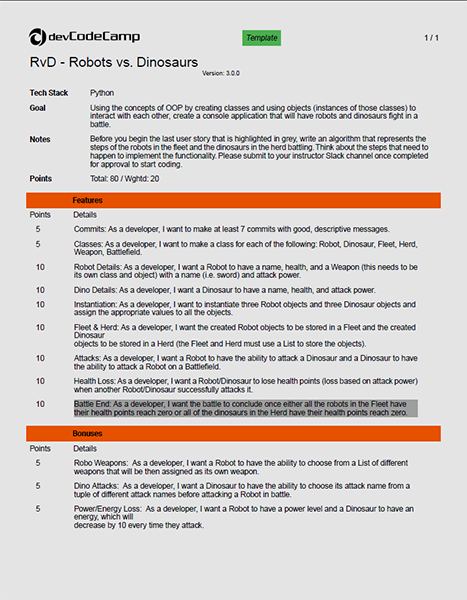 devCodeCamp
Template
1 / 1
RvD - Robots vs. Dinosaurs
Version: 3.0.0
Tech Stack Python
Goal Using the concepts of OOP by creating classes and using objects (instances of those classes) to
interact with each other, create a console application that will have robots and dinosaurs fight in a
battle.
Notes Before you begin the last user story that is highlighted in grey, write an algorithm that represents the
steps of the robots in the fleet and the dinosaurs in the herd battling. Think about the steps that need to
happen to implement the functionality. Please submit to your instructor Slack channel once completed
for approval to start coding.
Points Total: 80 / Wghtd: 20
Features
Points Details
5 Commits: As a developer, I want to make at least 7 commits with good, descriptive messages.
5 Classes: As a developer, I want to make a class for each of the following: Robot, Dinosaur, Fleet, Herd,
Weapon, Battlefield.
10 Robot Details: As a developer, I want a Robot to have a name, health, and a Weapon (this needs to be
its own class and object) with a name (i.e. sword) and attack power.
10 Dino Details: As a developer, I want a Dinosaur to have a name, health, and attack power.
10 Instantiation: As a developer, I want to instantiate three Robot objects and three Dinosaur objects and
assign the appropriate values to all the objects.
10 Fleet & Herd: As a developer, I want the created Robot objects to be stored in a Fleet and the created
Dinosaur
objects to be stored in a Herd (the Fleet and Herd must use a List to store the objects).
10 Attacks: As a developer, I want a Robot to have the ability to attack a Dinosaur and a Dinosaur to have
the ability to attack a Robot on a Battlefield.
10 Health Loss: As a developer, I want a Robot/Dinosaur to lose health points (loss based on attack power)
when another Robot/Dinosaur successfully attacks it.
10 Battle End: As a developer, I want the battle to conclude once either all the robots in the Fleet have
their health points reach zero or all of the dinosaurs in the Herd have their health points reach zero.
Bonuses
Points Details
5 Robo Weapons: As a developer, I want a Robot to have the ability to choose from a List of different
weapons that will be then assigned as its own weapon.
5 Dino Attacks: As a developer, I want a Dinosaur to have the ability to choose its attack name from a
tuple of different attack names before attacking a Robot in battle.
5 Power/Energy Loss: As a developer, I want a Robot to have a power level and a Dinosaur to have an
energy, which will
decrease by 10 every time they attack.